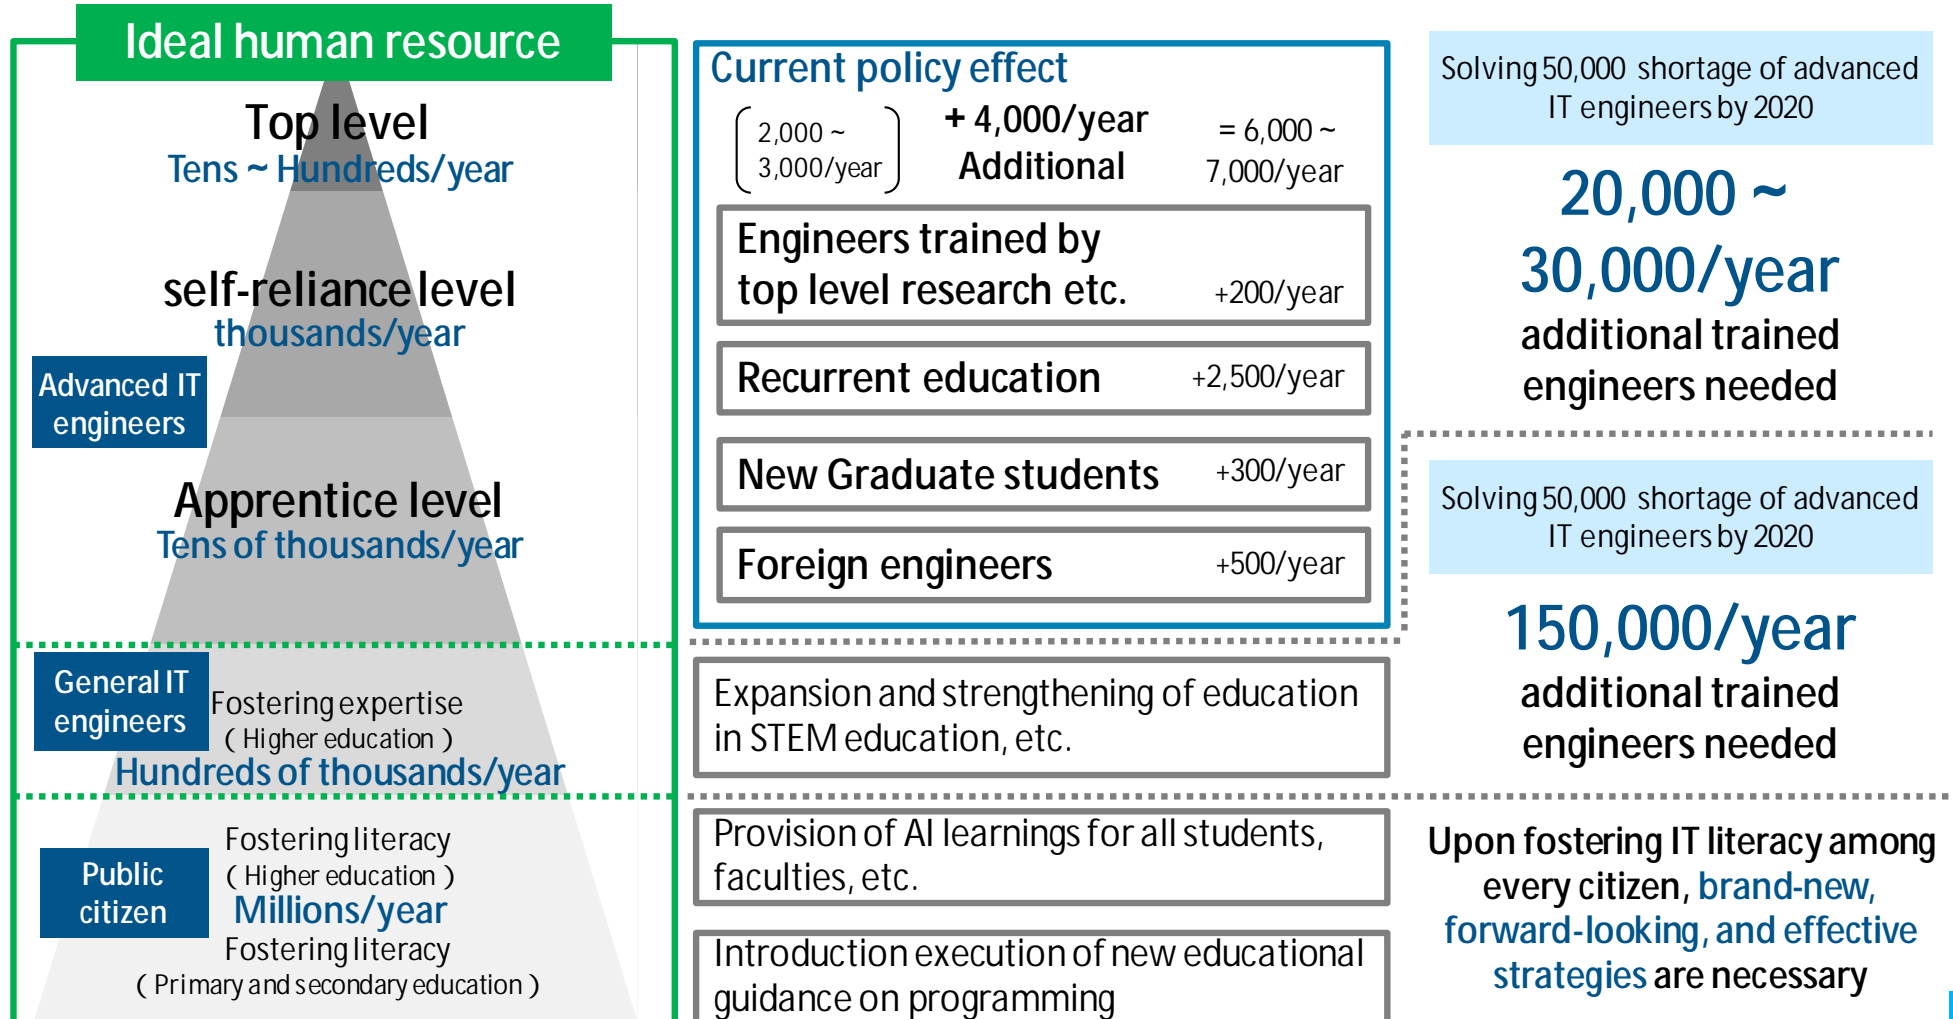 Ideal human resource
Top level
Tens ~ Hundreds/year
self-reliance level
thousands/year
Advanced IT
engineers
Apprentice level
Tens of thousands/year
General IT
engineers
Fostering expertise
( Higher education )
Hundreds of thousands/year
Public
citizen
Fostering literacy
( Higher education )
Millions/year
Fostering literacy
( Primary and secondary education )
Current policy effect
2,000 ~
3,000/year
+ 4,000/year
Additional
= 6,000 ~
7,000/year
Engineers trained by
top level research etc. +200/year
Recurrent education +2,500/year
New Graduate students +300/year
Foreign engineers +500/year
Expansion and strengthening of education
in STEM education, etc.
Provision of AI learnings for all students,
faculties, etc.
Introduction execution of new educational
guidance on programming
Solving 50,000 shortage of advanced
IT engineers by 2020
20,000 ~
30,000/year
additional trained
engineers needed
Solving 50,000 shortage of advanced
IT engineers by 2020
150,000/year
additional trained
engineers needed
Upon fostering IT literacy among
every citizen, brand-new,
forward-looking, and effective
strategies are necessary